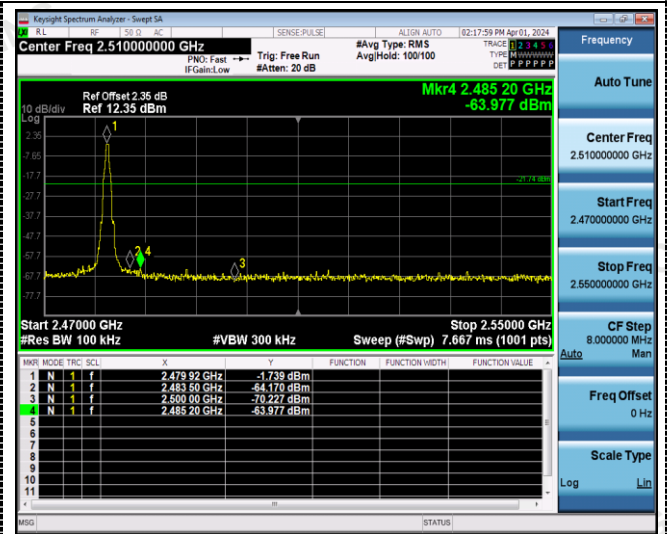 Keysight Spectrum Analyzer - Swept SA
RL RF 50 Ω AC SENSE:PULSE ALIGN AUTO 02:17:59 PM Apr 01, 2024
Center Freq 2.510000000 GHz
PNO: Fast
IFGain:Low
Trig: Free Run
#Atten: 20 dB
#Avg Type: RMS
Avg|Hold: 100/100
TRACE 1 2 3 4 5 6
TYPE M WWWWW
DET P P P P P P
Mkr4 2.485 20 GHz
-63.977 dBm
Ref Offset 2.35 dB
Ref 12.35 dBm
10 dB/div
Log
2.35
-7.65
-17.7
-27.7
-37.7
-47.7
-57.7
-67.7
-77.7
1
-21.74 dBm
2 4
3
Start 2.47000 GHz Stop 2.55000 GHz
#Res BW 100 kHz #VBW 300 kHz Sweep (#Swp) 7.667 ms (1001 pts)
MKR MODE TRC SCL X Y FUNCTION FUNCTION WIDTH FUNCTION VALUE
1 N 1 f 2.479 92 GHz -1.739 dBm
2 N 1 f 2.483 50 GHz -64.170 dBm
3 N 1 f 2.500 00 GHz -70.227 dBm
4 N 1 f 2.485 20 GHz -63.977 dBm
5
6
7
8
9
10
11
MSG STATUS
Frequency
Auto Tune
Center Freq
2.510000000 GHz
Start Freq
2.470000000 GHz
Stop Freq
2.550000000 GHz
CF Step
8.000000 MHz
Auto Man
Freq Offset
0 Hz
Scale Type
Log Lin